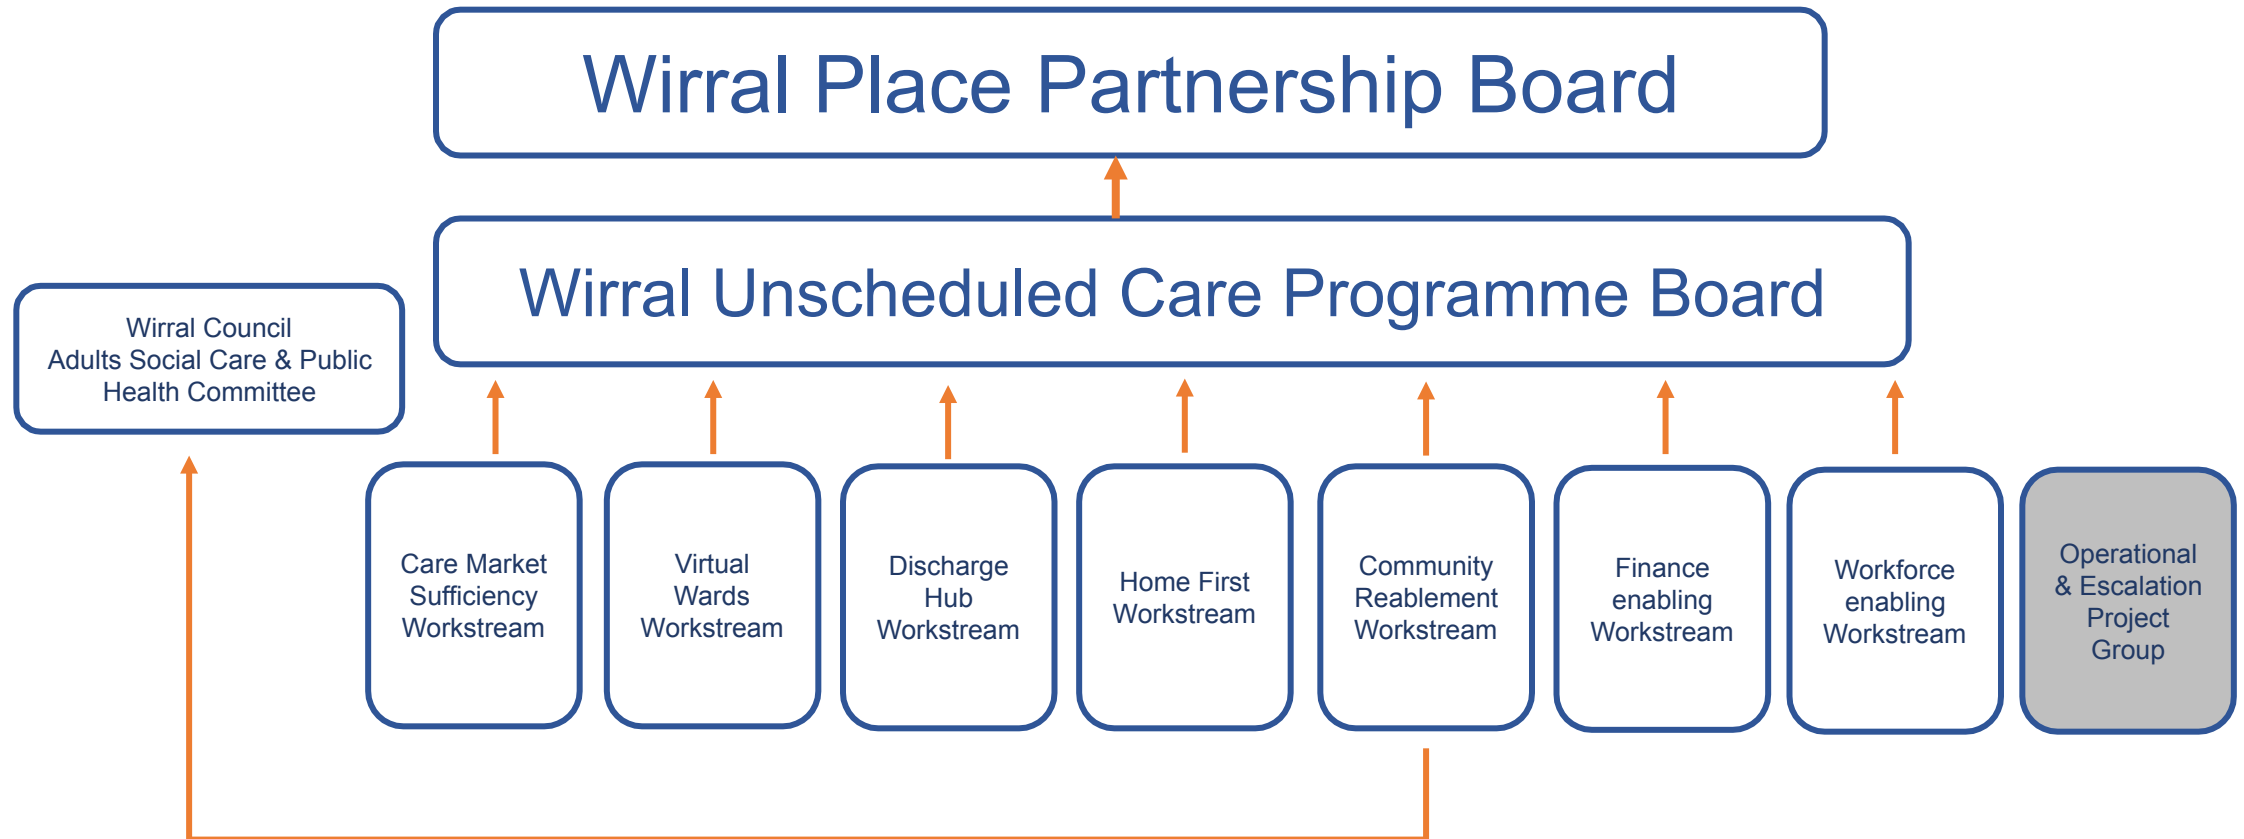 Wirral Place Partnership Board
Wirral Unscheduled Care Programme Board
Wirral Council
Adults Social Care & Public
Health Committee
Care Market
Sufficiency
Workstream
Virtual
Wards
Workstream
Discharge
Hub
Workstream
Home First
Workstream
Community
Reablement
Workstream
Finance
enabling
Workstream
Workforce
enabling
Workstream
Operational
& Escalation
Project
Group